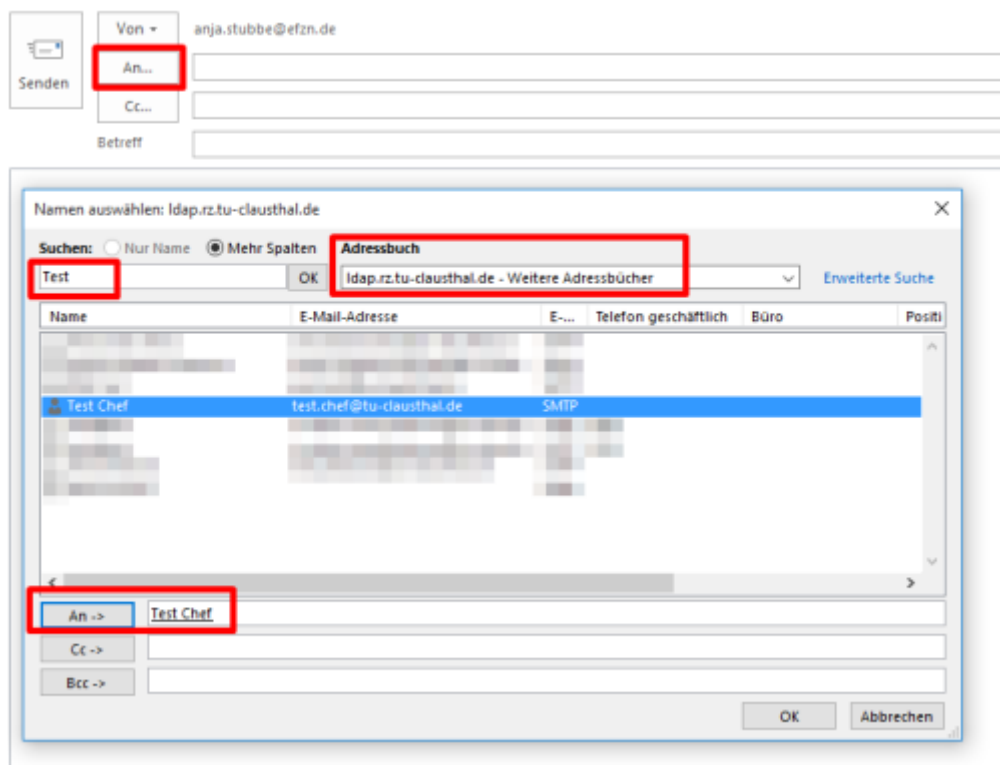 Von anja.stubbe@efzn.de
An...
Senden
Cc...
Betreff
Namen auswählen: ldap.rz.tu-clausthal.de
Suchen: Nur Name Mehr Spalten Adressbuch
Test OK ldap.rz.tu-clausthal.de - Weitere Adressbücher Erweiterte Suche
Name E-Mail-Adresse E-... Telefon geschäftlich Büro Positi
Test Chef test.chef@tu-clausthal.de SMTP
An -> Test Chef
Cc ->
Bcc ->
OK Abbrechen